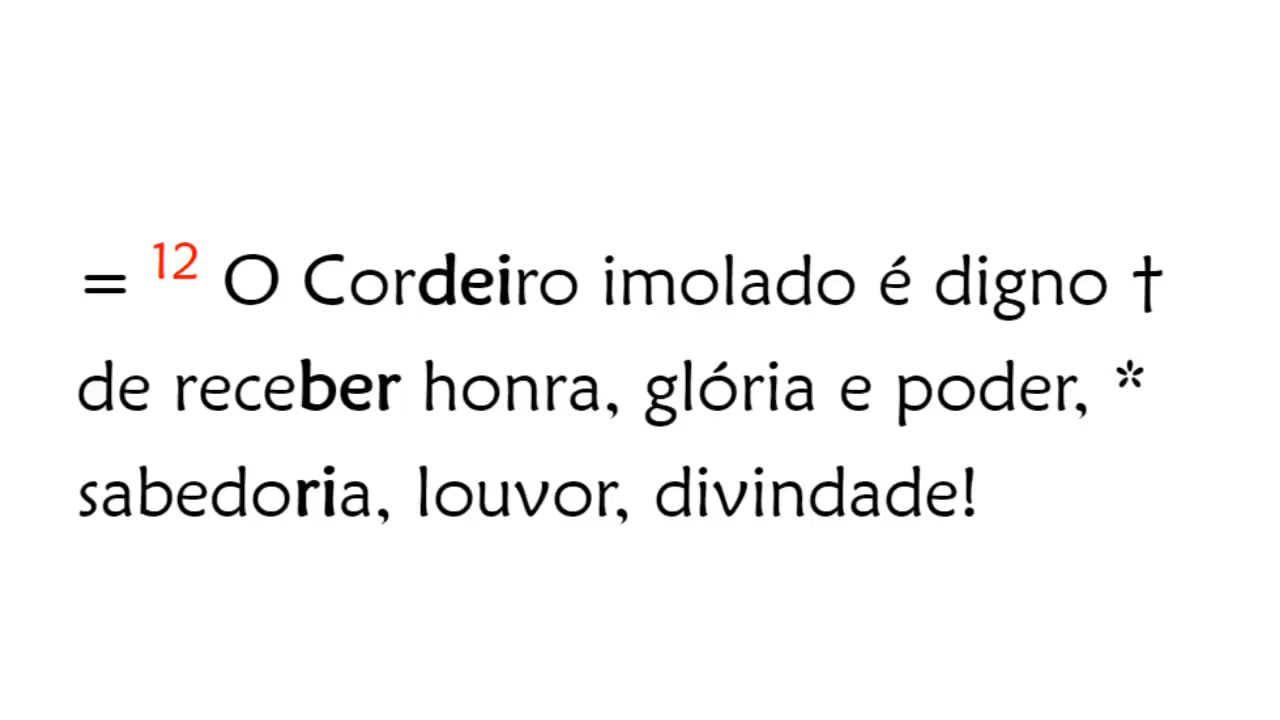 = 12 O Cordeiro imolado é digno †
de receber honra, glória e poder, *
sabedoria, louvor, divindade!